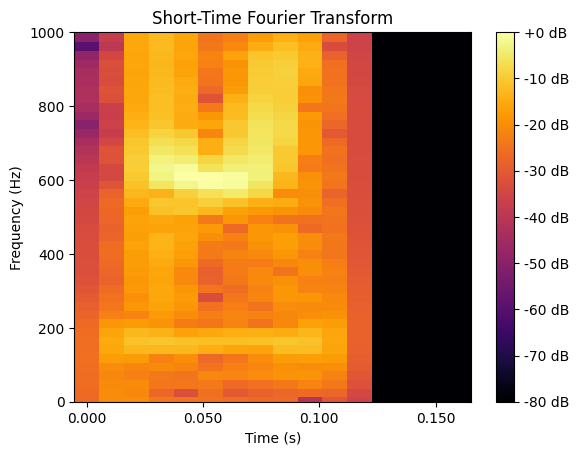 Short-Time Fourier Transform
1000
800
600
400
200
0
Frequency (Hz)
0.000
0.050
0.100
0.150
Time (s)
+0 dB
-10 dB
-20 dB
-30 dB
-40 dB
-50 dB
-60 dB
-70 dB
-80 dB